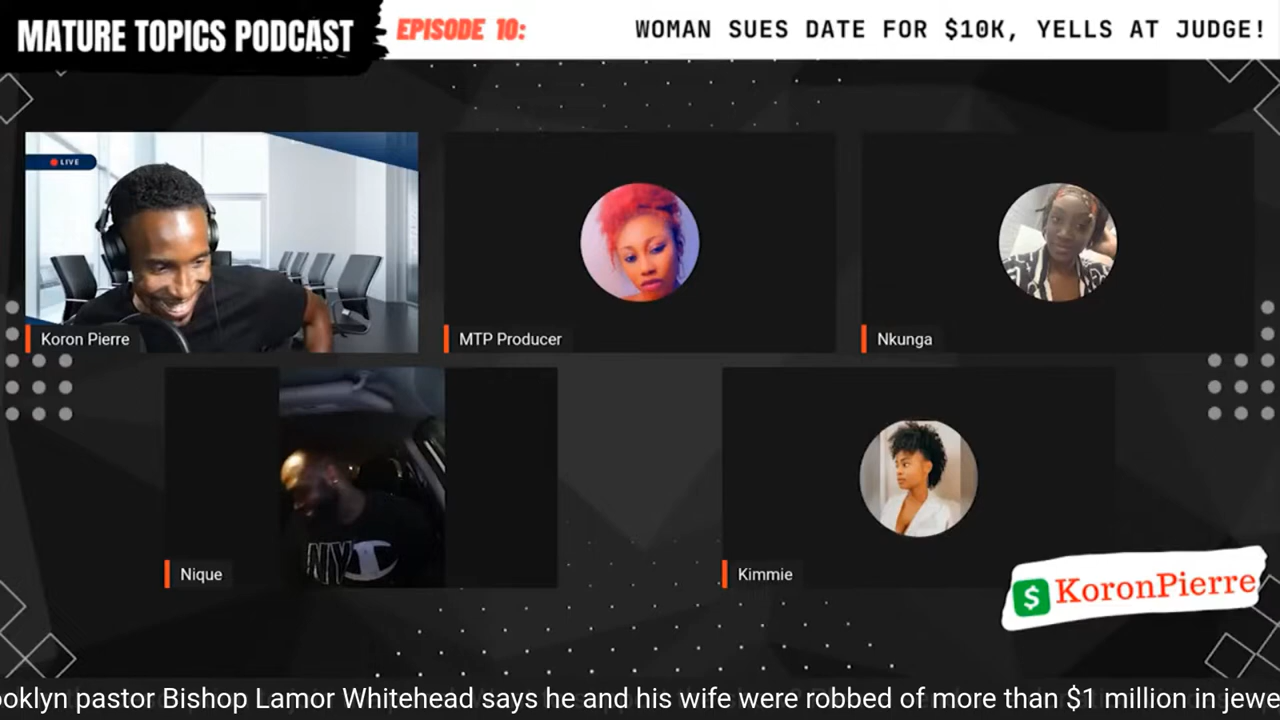 MATURE TOPICS PODCAST
EPISODE 10:
WOMAN SUES DATE FOR $10K, YELLS AT JUDGE!
LIVE
Koron Pierre
MTP Producer
Nkunga
NY
Nique
Kimmie
$ KoronPierre
ooklyn pastor Bishop Lamor Whitehead says he and his wife were robbed of more than $1 million in jewe